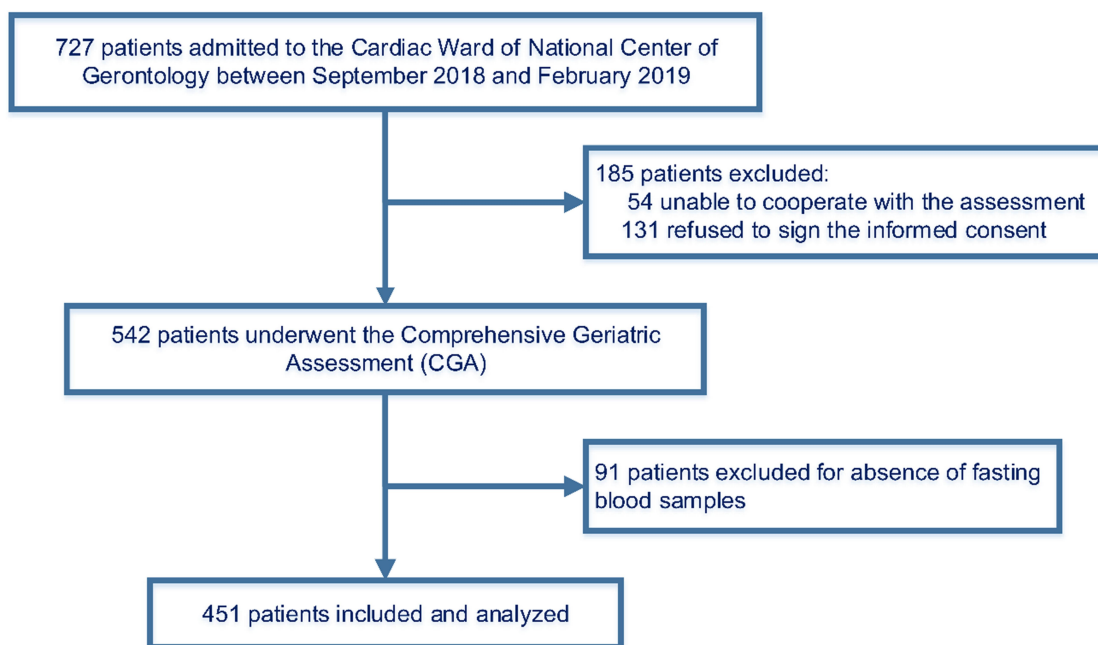 727 patients admitted to the Cardiac Ward of National Center of
Gerontology between September 2018 and February 2019
185 patients excluded:
54 unable to cooperate with the assessment
131 refused to sign the informed consent
542 patients underwent the Comprehensive Geriatric
Assessment (CGA)
91 patients excluded for absence of fasting
blood samples
451 patients included and analyzed